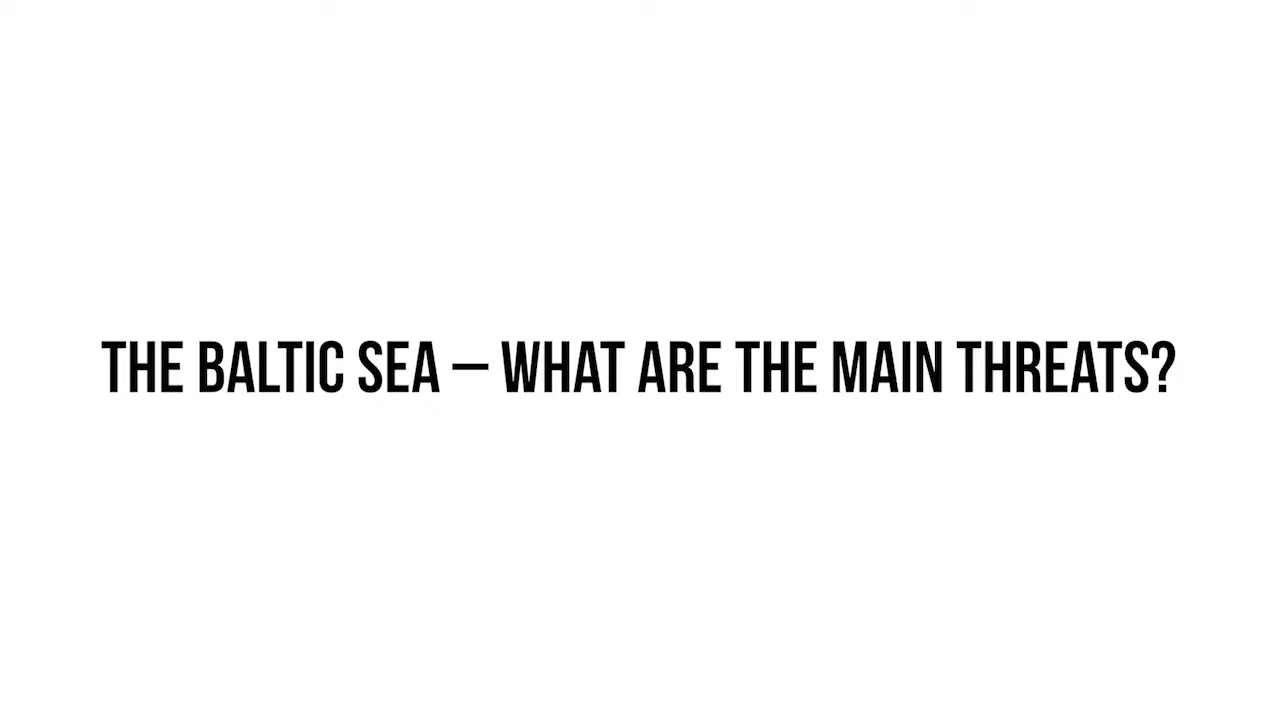 THE BALTIC SEA – WHAT ARE THE MAIN THREATS?